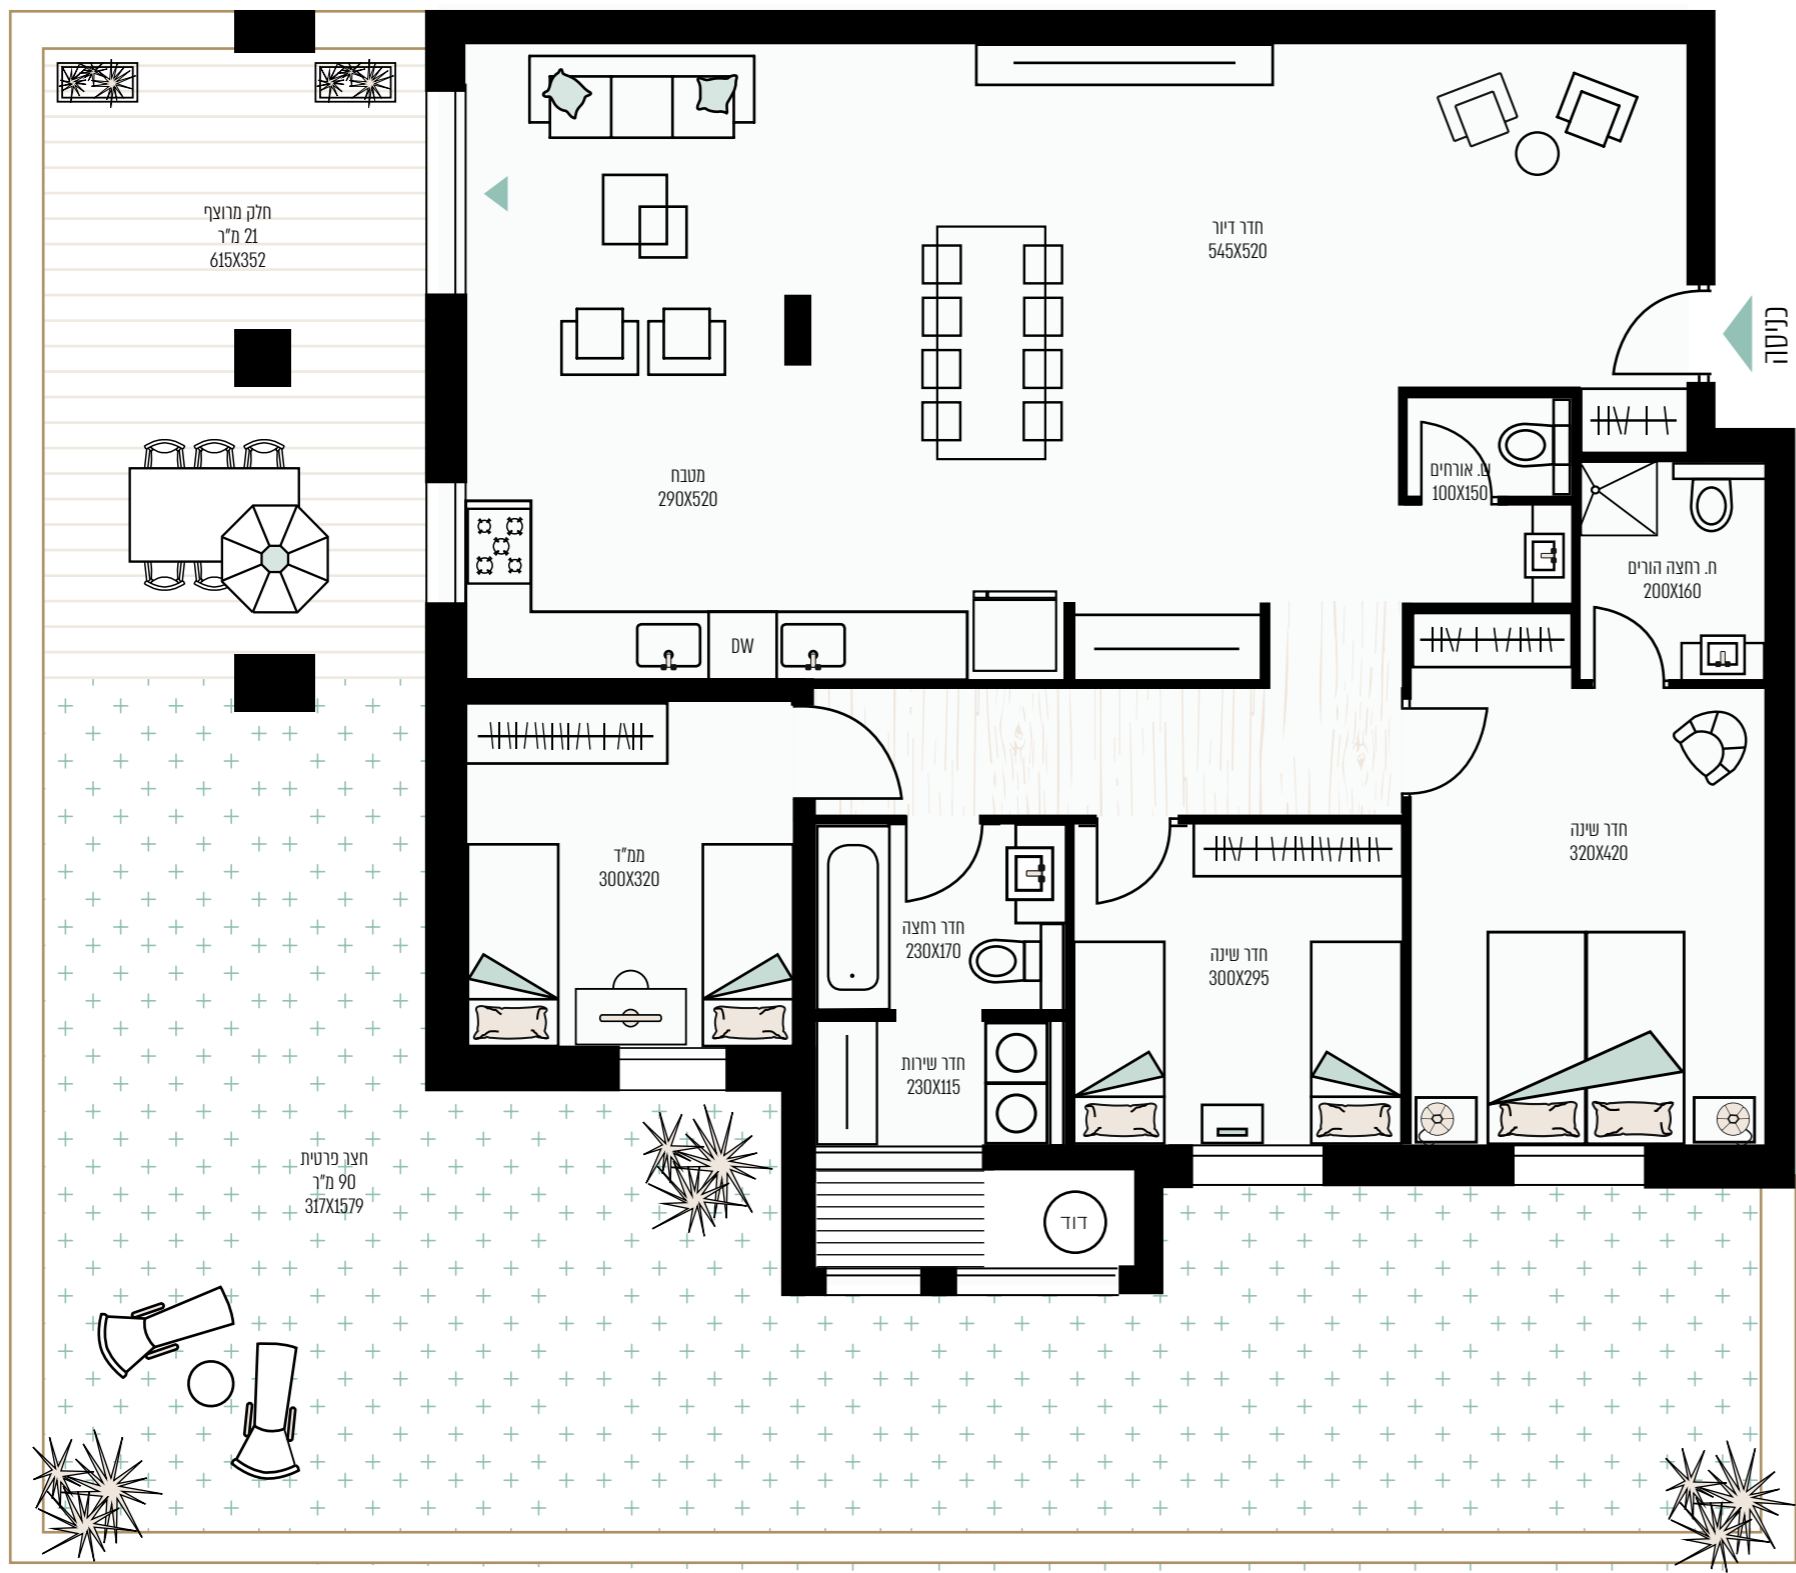 חלק מרוצף
21 מ"ר
615X352
חדר דיור
545X520
כניסה
מטבח
290X520
ש. אורחים
100X150
ח. רחצה הורים
200X160
DW
ממ"ד
300X320
חדר רחצה
230X170
חדר שינה
300X295
חדר שינה
320X420
חדר שירות
230X115
דוד
חצר פרטית
90 מ"ר
317X1579